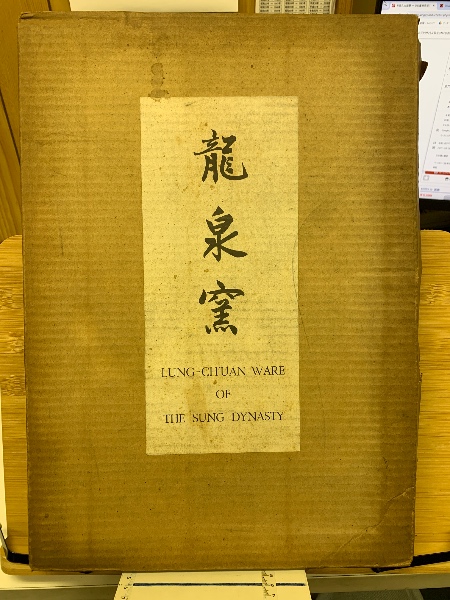 龍
泉
窯
LUNG-CH'UAN WARE
OF
THE SUNG DYNASTY